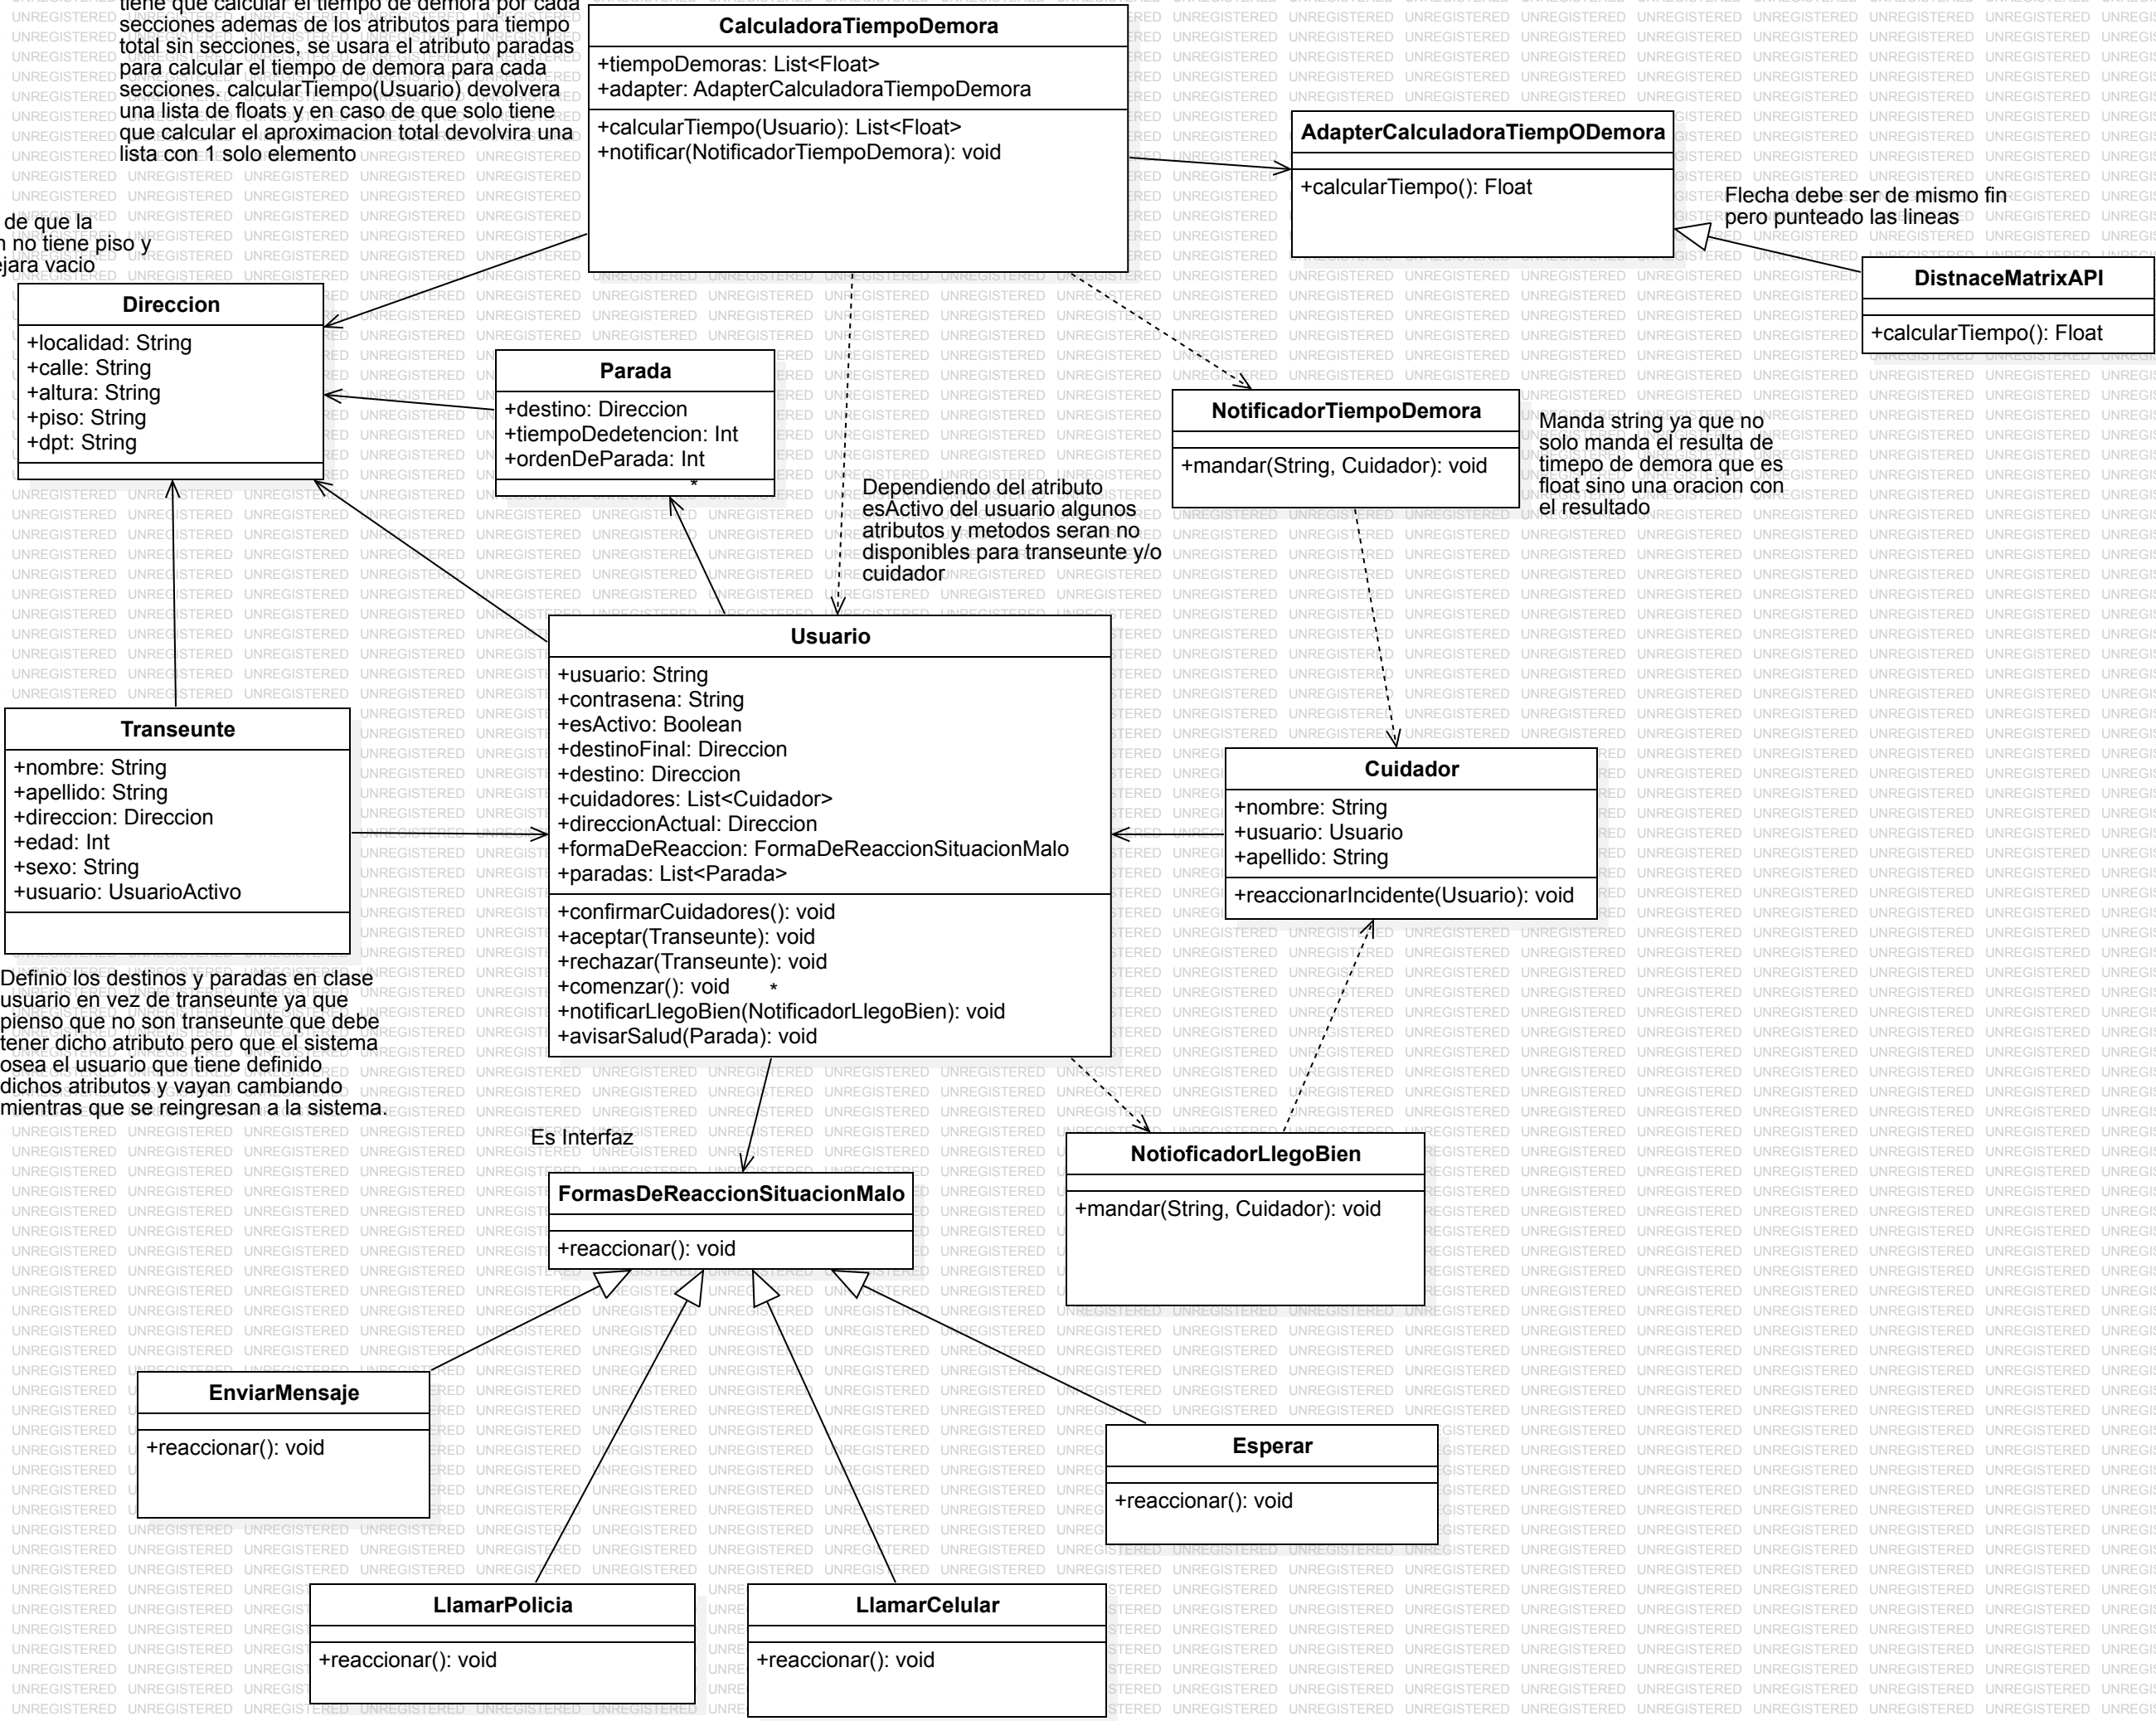 tiene que calcular el tiempo de demora por cada
secciones ademas de los atributos para tiempo
total sin secciones, se usara el atributo paradas
para calcular el tiempo de demora para cada
secciones. calcularTiempo(Usuario) devolvera
una lista de floats y en caso de que solo tiene
que calcular el aproximacion total devolvira una
lista con 1 solo elemento
CalculadoraTiempoDemora
+tiempoDemoras: List<Float>
+adapter: AdapterCalculadoraTiempoDemora
+calcularTiempo(Usuario): List<Float>
+notificar(NotificadorTiempoDemora): void
AdapterCalculadoraTiempODemora
+calcularTiempo(): Float
Flecha debe ser de mismo fin
pero punteado las lineas
DistnaceMatrixAPI
+calcularTiempo(): Float
de que la
no tiene piso y
vacio
Direccion
+localidad: String
+calle: String
+altura: String
+piso: String
+dpt: String
Parada
+destino: Direccion
+tiempoDedetencion: Int
+ordenDeParada: Int
*
NotificadorTiempoDemora
+mandar(String, Cuidador): void
Manda string ya que no
solo manda el resulta de
timepo de demora que es
float sino una oracion con
el resultado
Dependiendo del atributo
esActivo del usuario algunos
atributos y metodos seran no
disponibles para transeunte y/o
cuidador
Usuario
+usuario: String
+contrasena: String
+esActivo: Boolean
+destinoFinal: Direccion
+destino: Direccion
+cuidadores: List<Cuidador>
+direccionActual: Direccion
+formaDeReaccion: FormaDeReaccionSituacionMalo
+paradas: List<Parada>
+confirmarCuidadores(): void
+aceptar(Transeunte): void
+rechazar(Transeunte): void
+comenzar(): void *
+notificarLlegoBien(NotificadorLlegoBien): void
+avisarSalud(Parada): void
Transeunte
+nombre: String
+apellido: String
+direccion: Direccion
+edad: Int
+sexo: String
+usuario: UsuarioActivo
Cuidador
+nombre: String
+usuario: Usuario
+apellido: String
+reaccionarIncidente(Usuario): void
Definio los destinos y paradas en clase
usuario en vez de transeunte ya que
pienso que no son transeunte que debe
tener dicho atributo pero que el sistema
osea el usuario que tiene definido
dichos atributos y vayan cambiando
mientras que se reingresan a la sistema.
Es Interfaz
FormasDeReaccionSituacionMalo
+reaccionar(): void
NotioficadorLlegoBien
+mandar(String, Cuidador): void
EnviarMensaje
+reaccionar(): void
Esperar
+reaccionar(): void
LlamarPolicia
+reaccionar(): void
LlamarCelular
+reaccionar(): void
UNREGISTERED